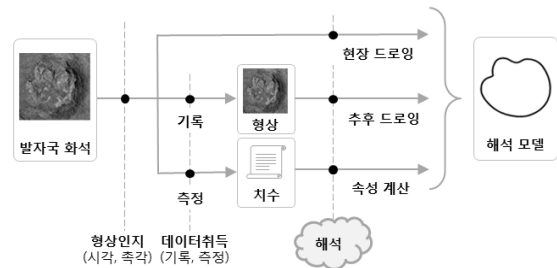 현장 드로잉
발자국 화석
기록
형상
추후 드로잉
해석 모델
측정
치수
속성 계산
형상인지
(시각, 촉각)
데이터취득
(기록, 측정)
해석